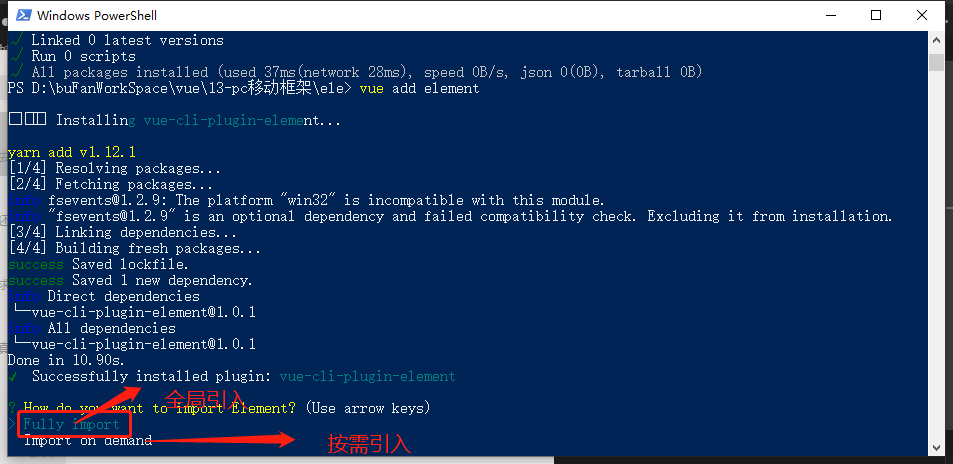 Windows PowerShell
✓ Linked 0 latest versions
✓ Run 0 scripts
✓ All packages installed (used 37ms(network 28ms), speed 0B/s, json 0(0B), tarball 0B)
PS D:\buFanWorkSpace\vue\13-pc移动框架\ele> vue add element
Installing vue-cli-plugin-element...
yarn add v1.12.1
[1/4] Resolving packages...
[2/4] Fetching packages...
info fsevents@1.2.9: The platform "win32" is incompatible with this module.
info "fsevents@1.2.9" is an optional dependency and failed compatibility check. Excluding it from installation.
[3/4] Linking dependencies...
[4/4] Building fresh packages...
success Saved lockfile.
success Saved 1 new dependency.
info Direct dependencies
└─vue-cli-plugin-element@1.0.1
info All dependencies
└─vue-cli-plugin-element@1.0.1
Done in 10.90s.
✓ Successfully installed plugin: vue-cli-plugin-element
全局引入
? How do you want to import Element? (Use arrow keys)
> Fully import
Import on demand
按需引入